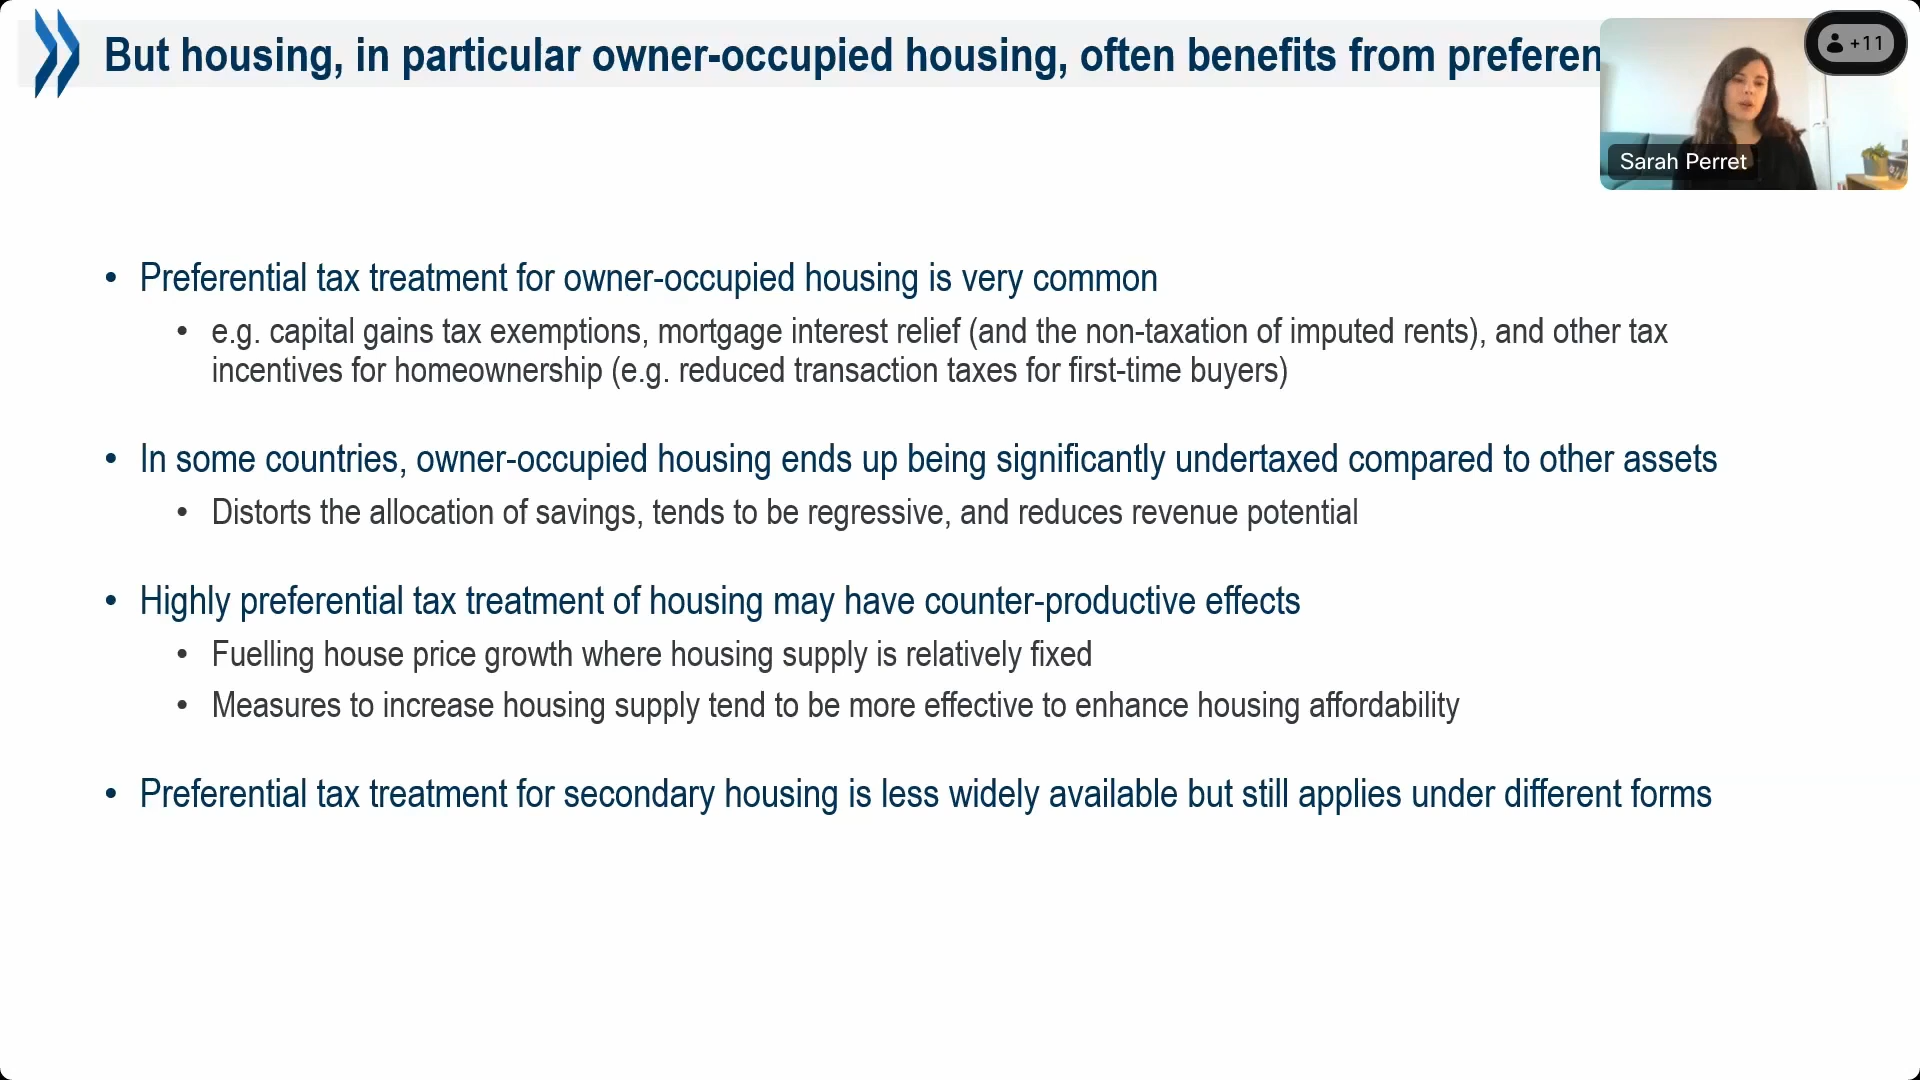 But housing, in particular owner-occupied housing, often benefits from preferen
+11
Sarah Perret
• Preferential tax treatment for owner-occupied housing is very common
• e.g. capital gains tax exemptions, mortgage interest relief (and the non-taxation of imputed rents), and other tax
incentives for homeownership (e.g. reduced transaction taxes for first-time buyers)
• In some countries, owner-occupied housing ends up being significantly undertaxed compared to other assets
• Distorts the allocation of savings, tends to be regressive, and reduces revenue potential
• Highly preferential tax treatment of housing may have counter-productive effects
• Fuelling house price growth where housing supply is relatively fixed
• Measures to increase housing supply tend to be more effective to enhance housing affordability
• Preferential tax treatment for secondary housing is less widely available but still applies under different forms